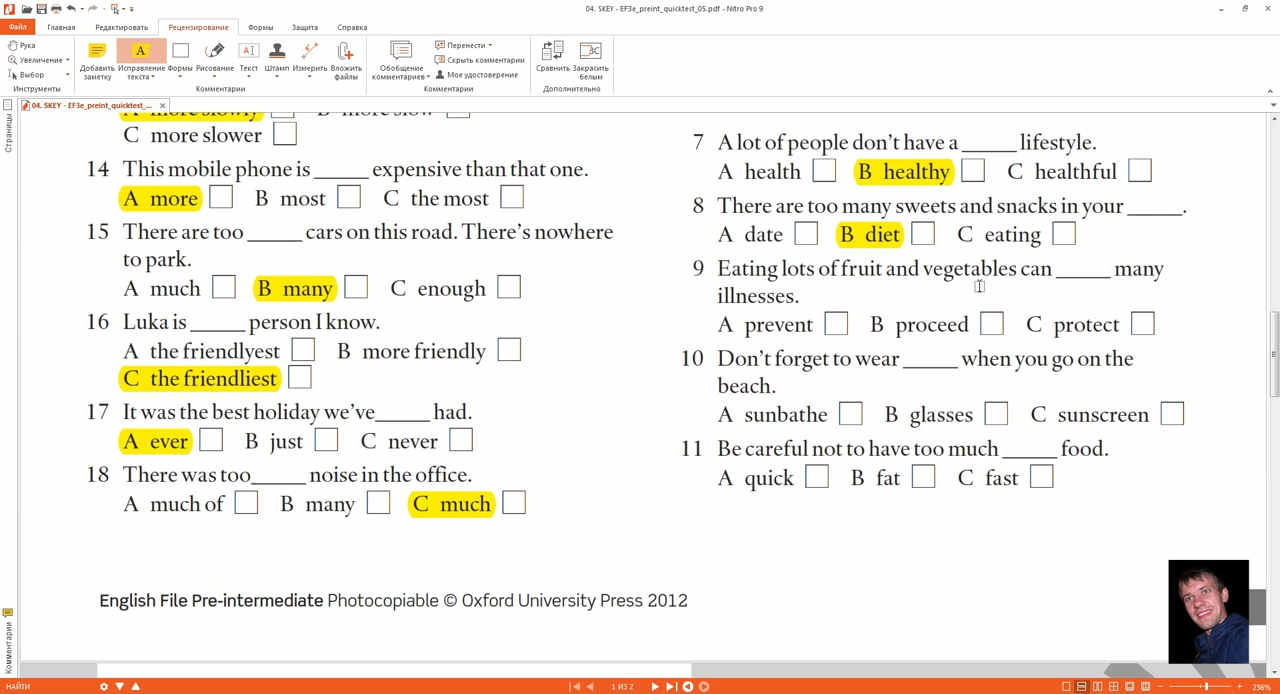 04. SKEY - EF3e_preint_quicktest_05.pdf - Nitro Pro 9
Файл
Главная
Редактировать
Рецензирование
Формы
Защита
Справка
Рука
Увеличение
Выбор
Инструменты
Добавить заметку
Исправление текста
Формы
Рисование
Текст
Штамп
Измерить
Вложить файлы
Комментарии
Обобщение комментариев
Перенести
Скрыть комментарии
Мое удостоверение
Комментарии
Сравнить
Закрасить белым
Дополнительно
04. SKEY - EF3e_preint_quicktest_...
Страницы
A more slowly B more slow
C more slower
14 This mobile phone is _____ expensive than that one.
A more B most C the most
15 There are too _____ cars on this road. There’s nowhere
to park.
A much B many C enough
16 Luka is _____ person I know.
A the friendlyest B more friendly
C the friendliest
17 It was the best holiday we’ve_____ had.
A ever B just C never
18 There was too_____ noise in the office.
A much of B many C much
7 A lot of people don’t have a _____ lifestyle.
A health B healthy C healthful
8 There are too many sweets and snacks in your _____.
A date B diet C eating
9 Eating lots of fruit and vegetables can _____ many
illnesses.
A prevent B proceed C protect
10 Don’t forget to wear _____ when you go on the
beach.
A sunbathe B glasses C sunscreen
11 Be careful not to have too much _____ food.
A quick B fat C fast
English File Pre-intermediate Photocopiable © Oxford University Press 2012
Комментарии
НАЙТИ
1 ИЗ 2
236%